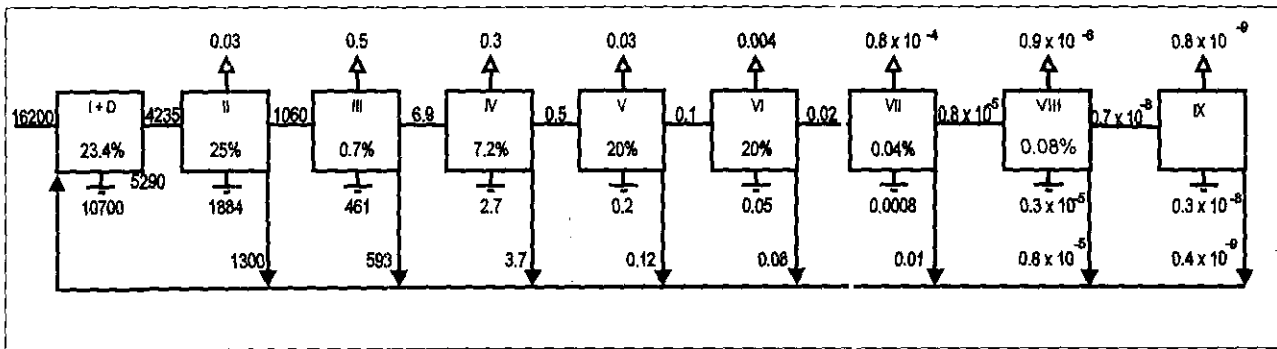 0.03 0.5 0.3 0.03 0.004 0.8 x 10⁻⁴ 0.9 x 10⁻⁶ 0.8 x 10⁻⁹
I + D II III IV V VI VII VIII IX
16200 4235 1060 6.9 0.5 0.1 0.02 0.8 x 10⁻⁵ 0.7 x 10⁻⁸
23.4% 25% 0.7% 7.2% 20% 20% 0.04% 0.08%
5290
10700 1884 461 2.7 0.2 0.05 0.0008 0.3 x 10⁻⁵ 0.3 x 10⁻⁸
1300 593 3.7 0.12 0.06 0.01 0.6 x 10⁻⁵ 0.4 x 10⁻⁹